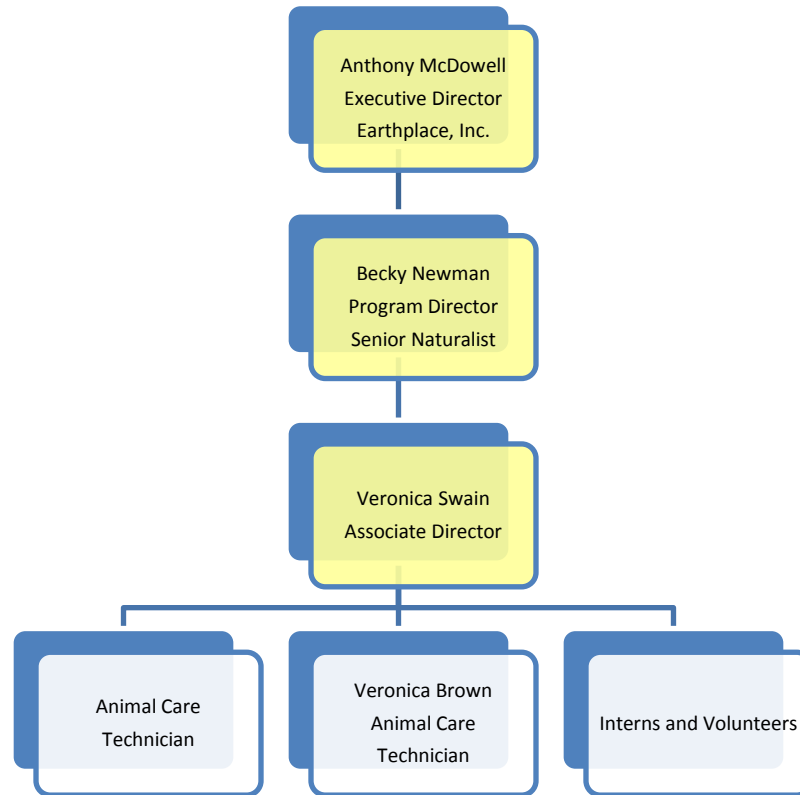 Anthony McDowell
Executive Director
Earthplace, Inc.
Becky Newman
Program Director
Senior Naturalist
Veronica Swain
Associate Director
Animal Care
Technician
Veronica Brown
Animal Care
Technician
Interns and Volunteers